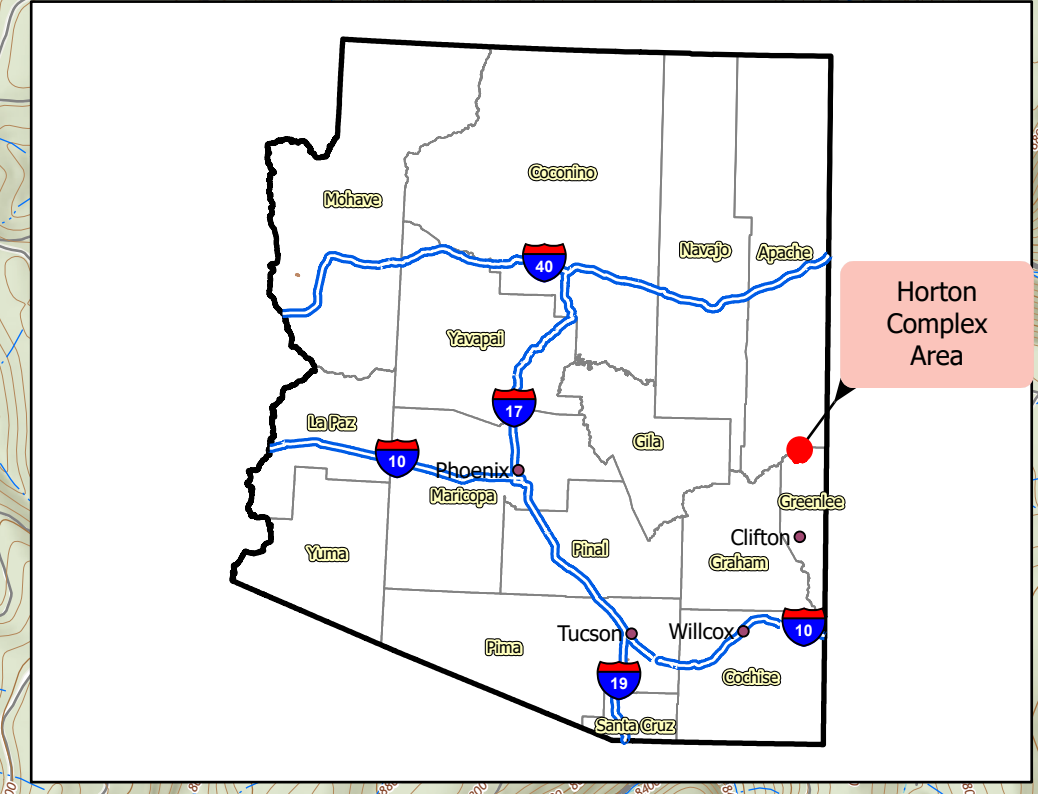 Coconino
Mohave
Navajo
Apache
40
Horton
Complex
Area
Yavapai
17
La Paz
Gila
10
Phoenix
Maricopa
Greenlee
Clifton
Yuma
Pinal
Graham
Tucson
Willcox
10
Pima
19
Cochise
Santa Cruz